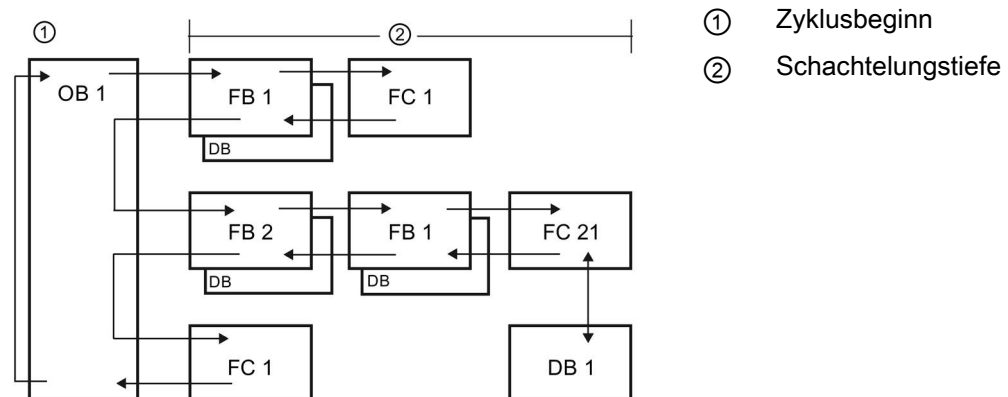 ① Zyklusbeginn
② Schachtelungstiefe
①
②
OB 1
FB 1
FC 1
DB
FB 2
FB 1
FC 21
DB
DB
FC 1
DB 1